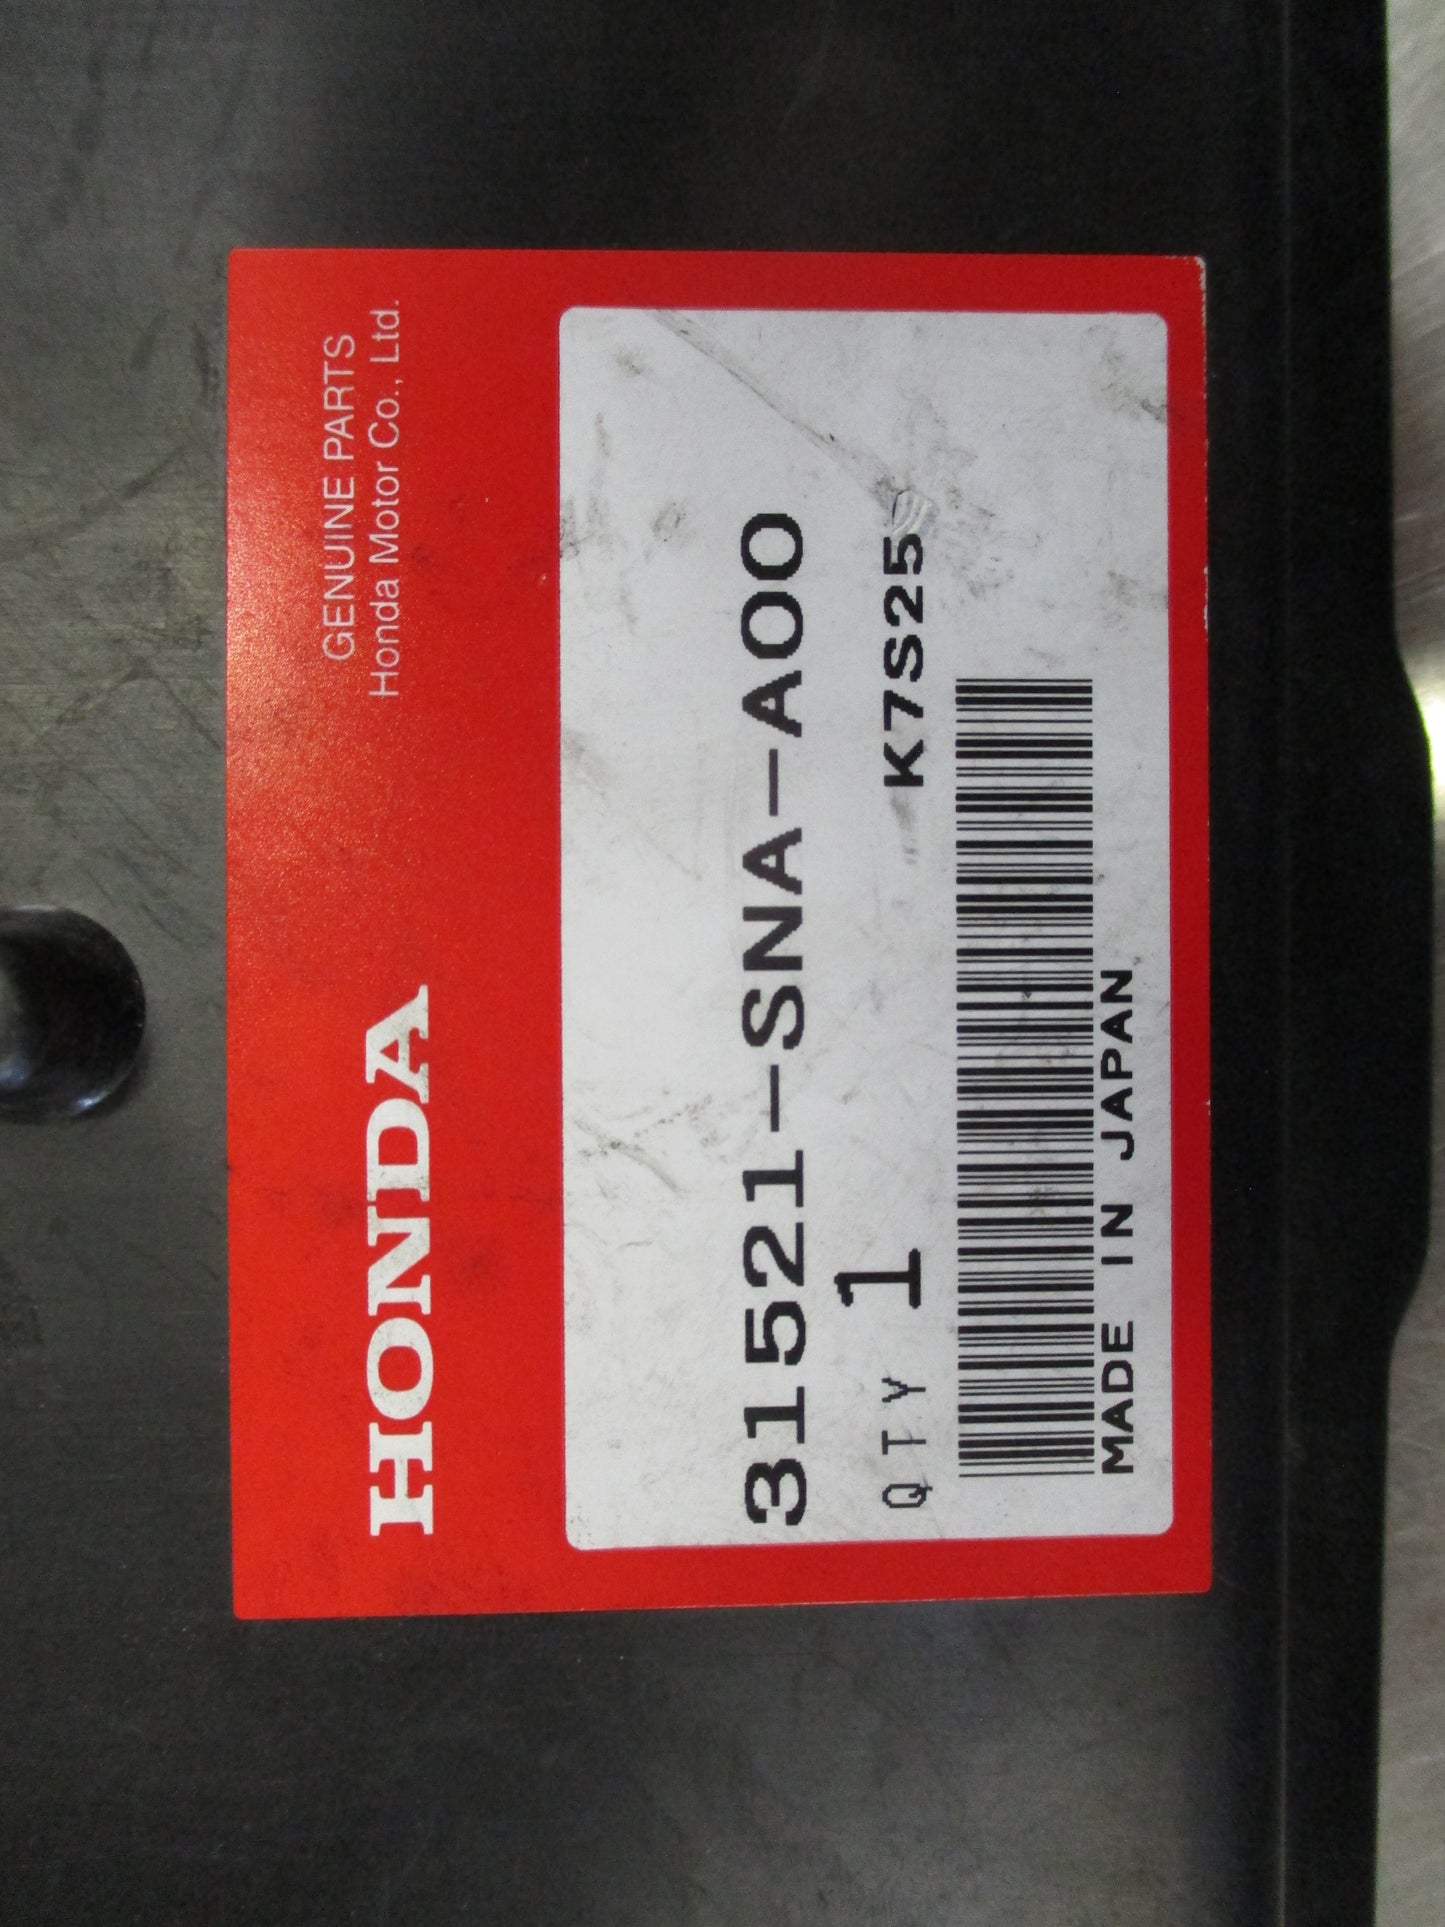 HONDA
GENUINE PARTS
Honda Motor Co., Ltd.
31521-SNA-A00
QTY 1
K7S25
MADE IN JAPAN